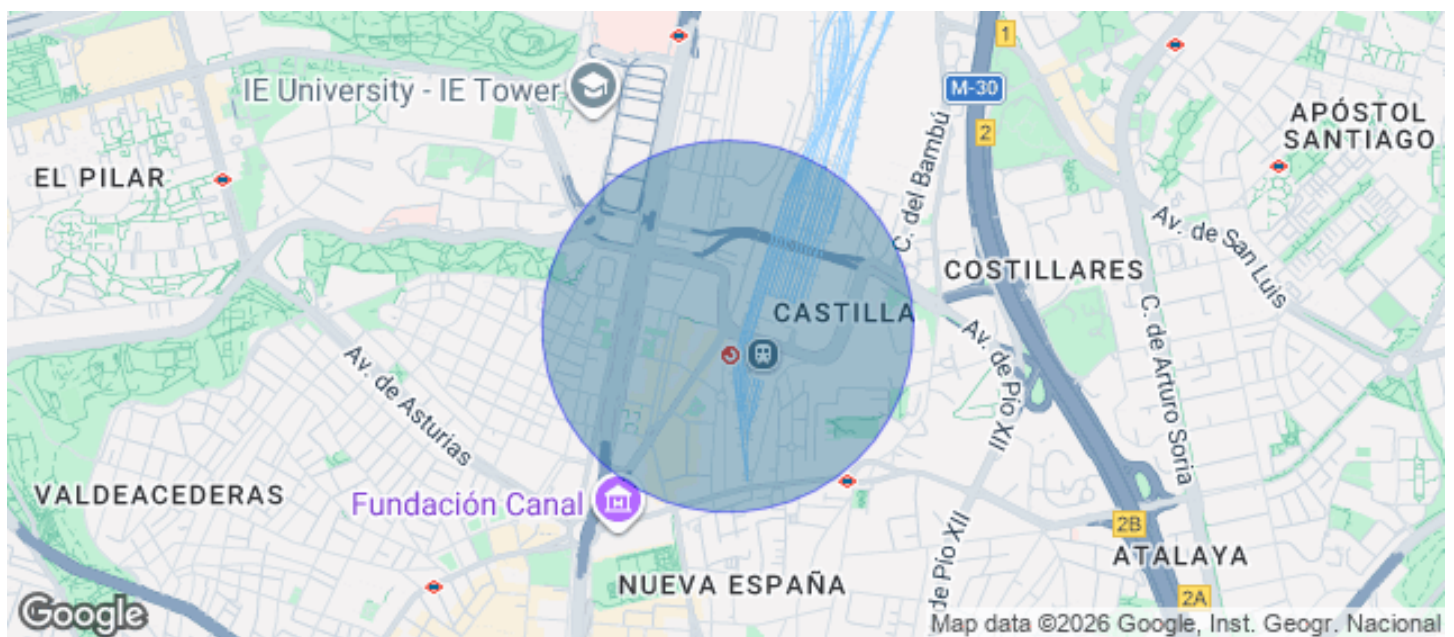 1
IE University - IE Tower
M-30
APÓSTOL
SANTIAGO
2
EL PILAR
C. del Bambú
Av. de San Luis
COSTILLARES
CASTILLA
Av. de Asturias
Av. de Pío XII
C. de Arturo Soria
VALDEACEDERAS
Fundación Canal
2B
ATALAYA
NUEVA ESPAÑA
de Pío XII
2A
Google
Map data ©2026 Google, Inst. Geogr. Nacional